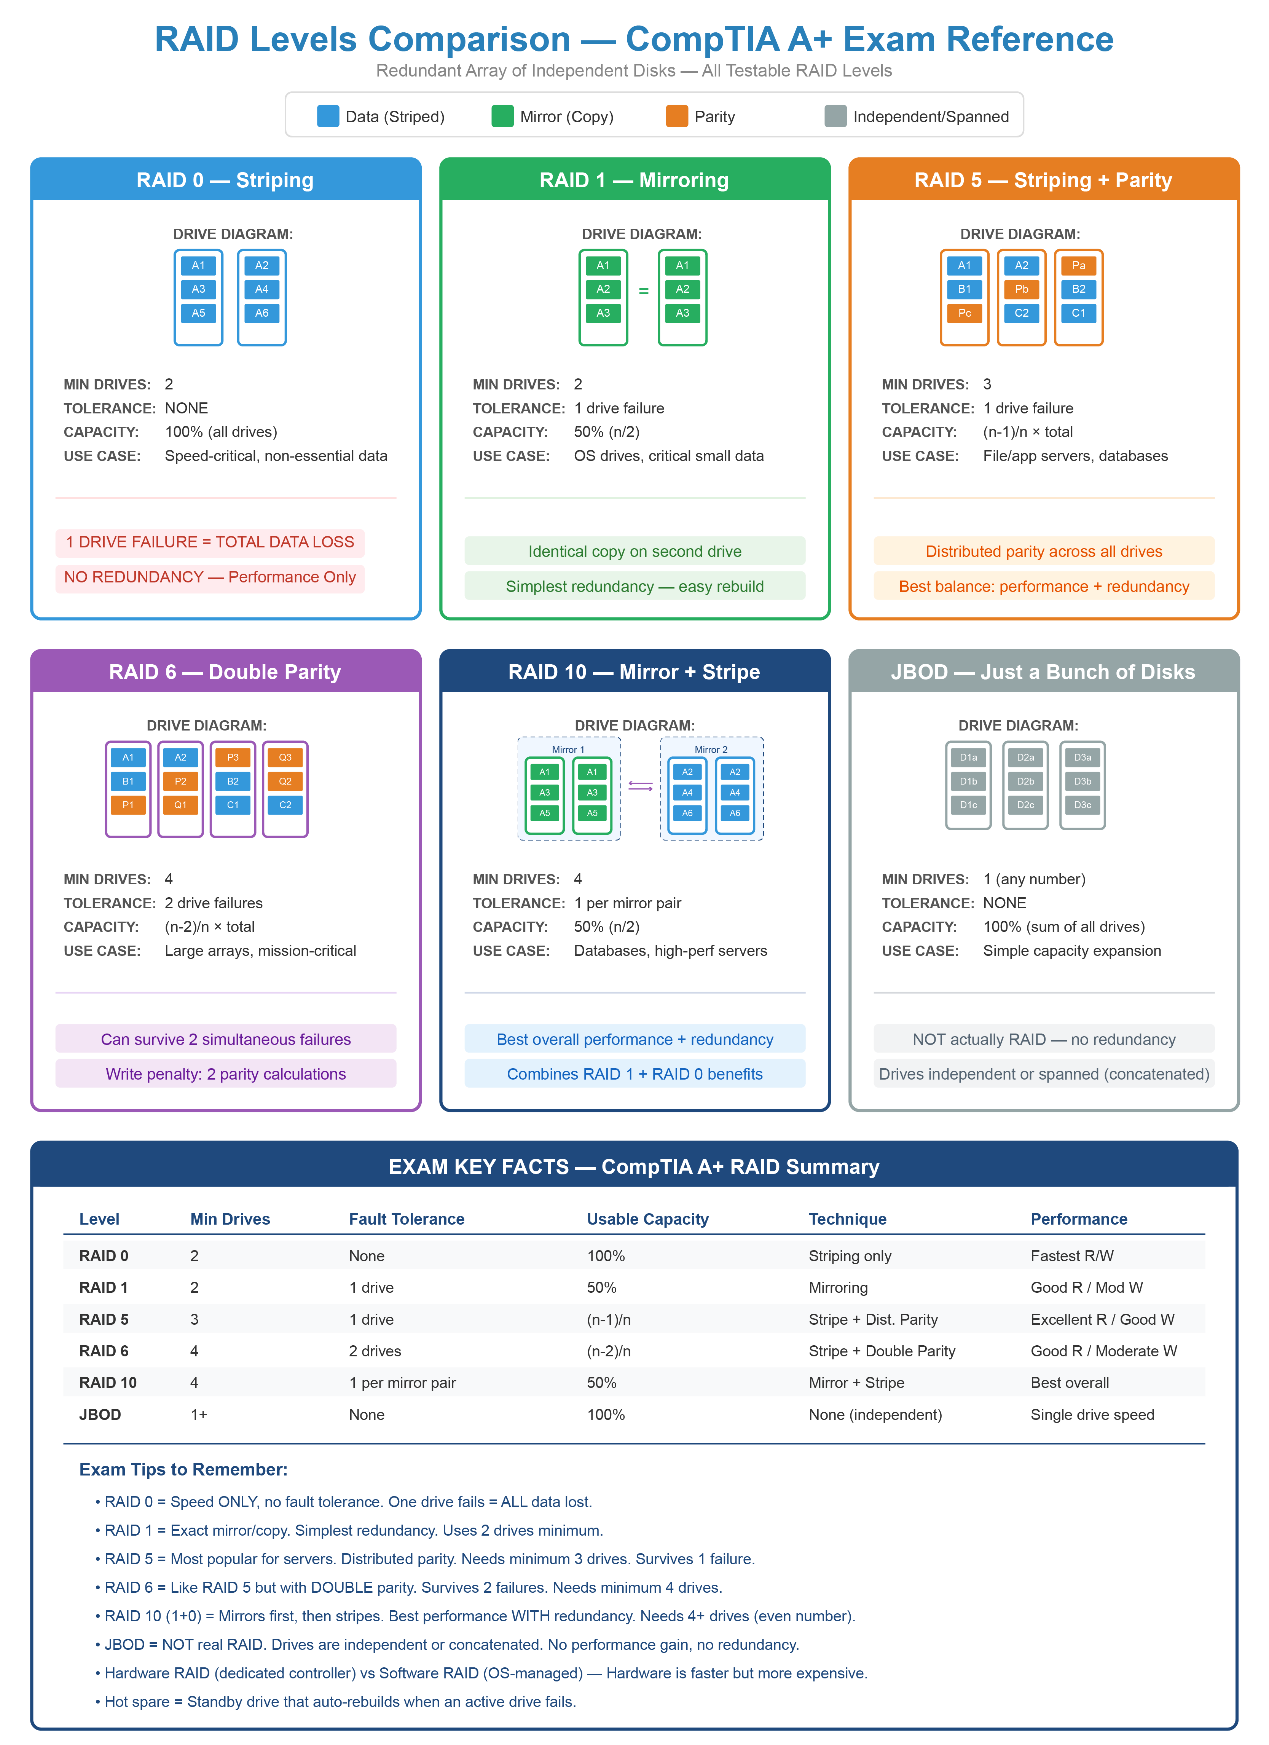 RAID Levels Comparison — CompTIA A+ Exam Reference
Redundant Array of Independent Disks — All Testable RAID Levels
Data (Striped) Mirror (Copy) Parity Independent/Spanned
RAID 0 — Striping
DRIVE DIAGRAM:
A1 A2
A3 A4
A5 A6
MIN DRIVES: 2
TOLERANCE: NONE
CAPACITY: 100% (all drives)
USE CASE: Speed-critical, non-essential data
1 DRIVE FAILURE = TOTAL DATA LOSS
NO REDUNDANCY — Performance Only
RAID 1 — Mirroring
DRIVE DIAGRAM:
A1 A1
A2 = A2
A3 A3
MIN DRIVES: 2
TOLERANCE: 1 drive failure
CAPACITY: 50% (n/2)
USE CASE: OS drives, critical small data
Identical copy on second drive
Simplest redundancy — easy rebuild
RAID 5 — Striping + Parity
DRIVE DIAGRAM:
A1 A2 Pa
B1 Pb B2
Pc C2 C1
MIN DRIVES: 3
TOLERANCE: 1 drive failure
CAPACITY: (n-1)/n × total
USE CASE: File/app servers, databases
Distributed parity across all drives
Best balance: performance + redundancy
RAID 6 — Double Parity
DRIVE DIAGRAM:
A1 A2 P3 Q3
B1 P2 B2 Q2
P1 Q1 C1 C2
MIN DRIVES: 4
TOLERANCE: 2 drive failures
CAPACITY: (n-2)/n × total
USE CASE: Large arrays, mission-critical
Can survive 2 simultaneous failures
Write penalty: 2 parity calculations
RAID 10 — Mirror + Stripe
DRIVE DIAGRAM:
Mirror 1 Mirror 2
A1 A1 A2 A2
A3 A3 A4 A4
A5 A5 A6 A6
MIN DRIVES: 4
TOLERANCE: 1 per mirror pair
CAPACITY: 50% (n/2)
USE CASE: Databases, high-perf servers
Best overall performance + redundancy
Combines RAID 1 + RAID 0 benefits
JBOD — Just a Bunch of Disks
DRIVE DIAGRAM:
D1a D2a D3a
D1b D2b D3b
D1c D2c D3c
MIN DRIVES: 1 (any number)
TOLERANCE: NONE
CAPACITY: 100% (sum of all drives)
USE CASE: Simple capacity expansion
NOT actually RAID — no redundancy
Drives independent or spanned (concatenated)
EXAM KEY FACTS — CompTIA A+ RAID Summary
Level Min Drives Fault Tolerance Usable Capacity Technique Performance
RAID 0 2 None 100% Striping only Fastest R/W
RAID 1 2 1 drive 50% Mirroring Good R / Mod W
RAID 5 3 1 drive (n-1)/n Stripe + Dist. Parity Excellent R / Good W
RAID 6 4 2 drives (n-2)/n Stripe + Double Parity Good R / Moderate W
RAID 10 4 1 per mirror pair 50% Mirror + Stripe Best overall
JBOD 1+ None 100% None (independent) Single drive speed
Exam Tips to Remember:
• RAID 0 = Speed ONLY, no fault tolerance. One drive fails = ALL data lost.
• RAID 1 = Exact mirror/copy. Simplest redundancy. Uses 2 drives minimum.
• RAID 5 = Most popular for servers. Distributed parity. Needs minimum 3 drives. Survives 1 failure.
• RAID 6 = Like RAID 5 but with DOUBLE parity. Survives 2 failures. Needs minimum 4 drives.
• RAID 10 (1+0) = Mirrors first, then stripes. Best performance WITH redundancy. Needs 4+ drives (even number).
• JBOD = NOT real RAID. Drives are independent or concatenated. No performance gain, no redundancy.
• Hardware RAID (dedicated controller) vs Software RAID (OS-managed) — Hardware is faster but more expensive.
• Hot spare = Standby drive that auto-rebuilds when an active drive fails.